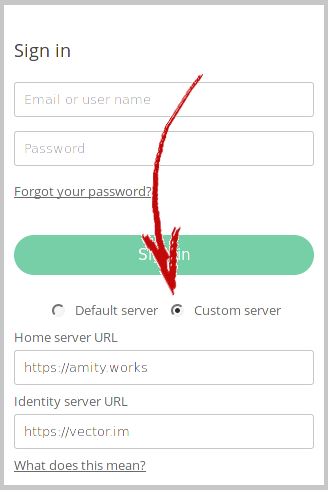 Sign in
Email or user name
Password
Forgot your password?
Sign in
Default server Custom server
Home server URL
https://amity.works
Identity server URL
https://vector.im
What does this mean?